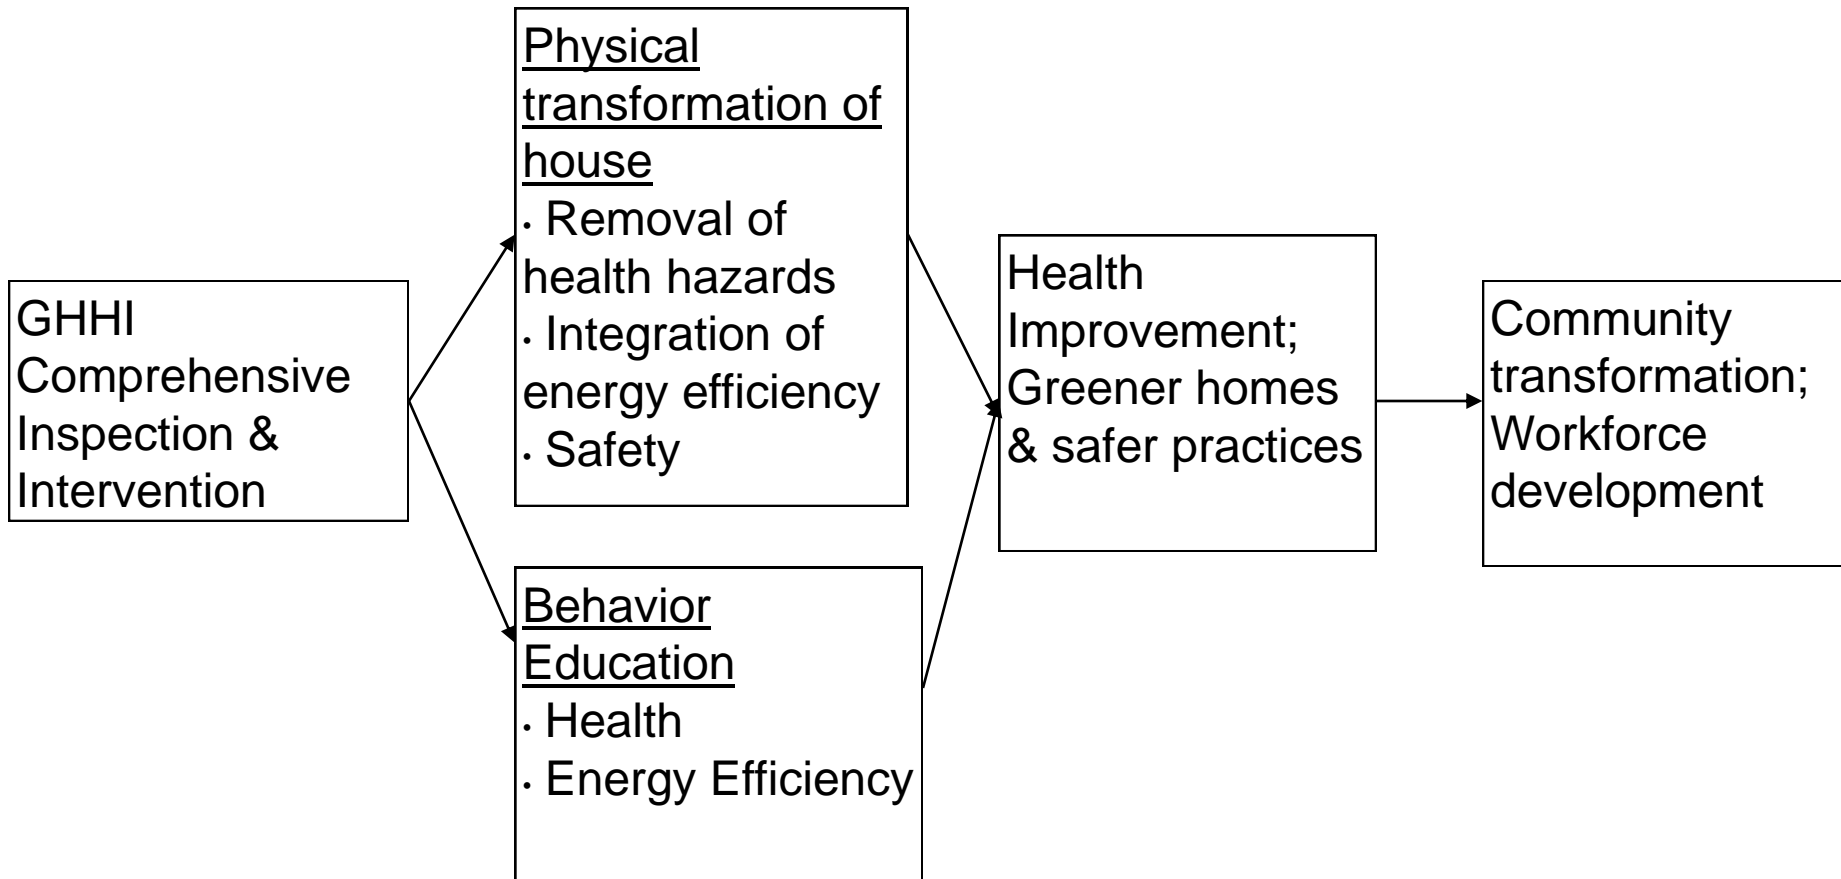 GHHI
Comprehensive
Inspection &
Intervention
Physical
transformation of
house
· Removal of
health hazards
· Integration of
energy efficiency
· Safety
Behavior
Education
· Health
· Energy Efficiency
Health
Improvement;
Greener homes
& safer practices
Community
transformation;
Workforce
development